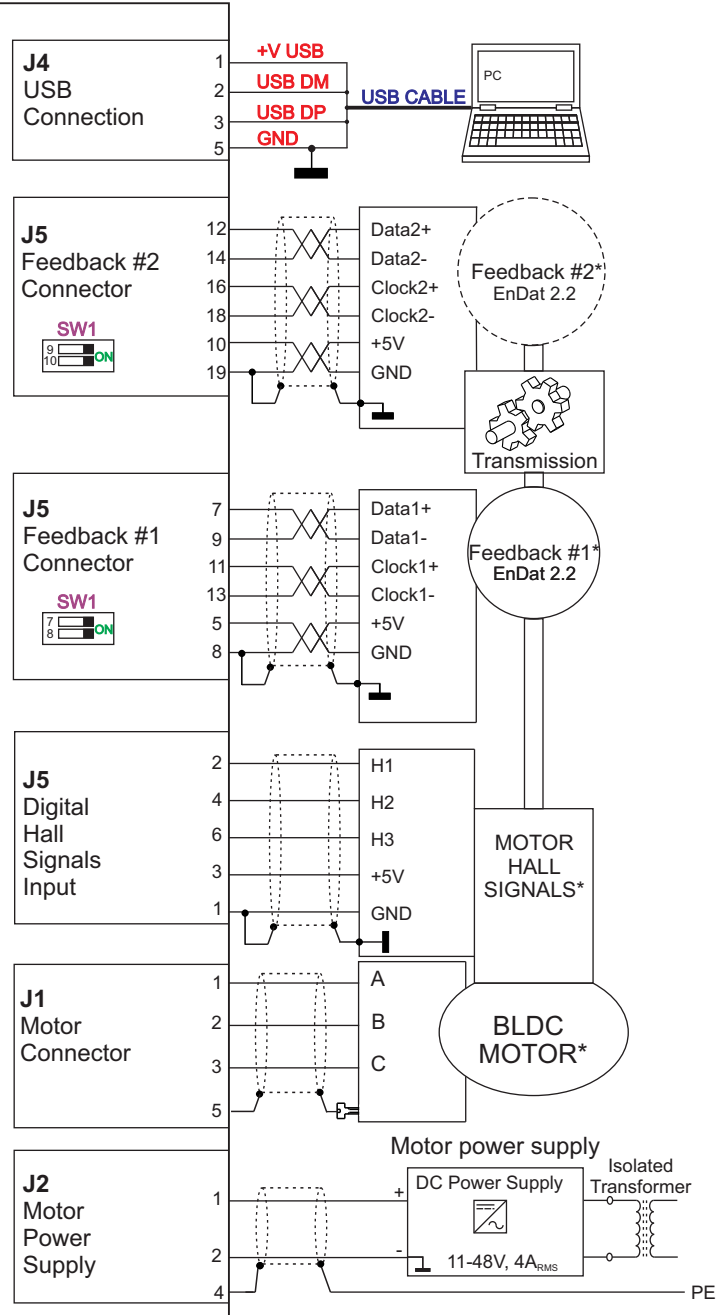 J4
USB
Connection
1
+V USB
2
USB DM
3
USB DP
5
GND
USB CABLE
PC
J5
Feedback #2
Connector
SW1
9
10
ON
12
Data2+
14
Data2-
16
Clock2+
18
Clock2-
10
+5V
19
GND
Feedback #2*
EnDat 2.2
Transmission
J5
Feedback #1
Connector
SW1
7
8
ON
7
Data1+
9
Data1-
11
Clock1+
13
Clock1-
5
+5V
8
GND
Feedback #1*
EnDat 2.2
J5
Digital
Hall
Signals
Input
2
H1
4
H2
6
H3
3
+5V
1
GND
MOTOR
HALL
SIGNALS*
J1
Motor
Connector
1
A
2
B
3
C
5
BLDC
MOTOR*
Motor power supply
J2
Motor
Power
Supply
1
+
2
-
4
DC Power Supply
11-48V, 4ARMS
Isolated
Transformer
PE